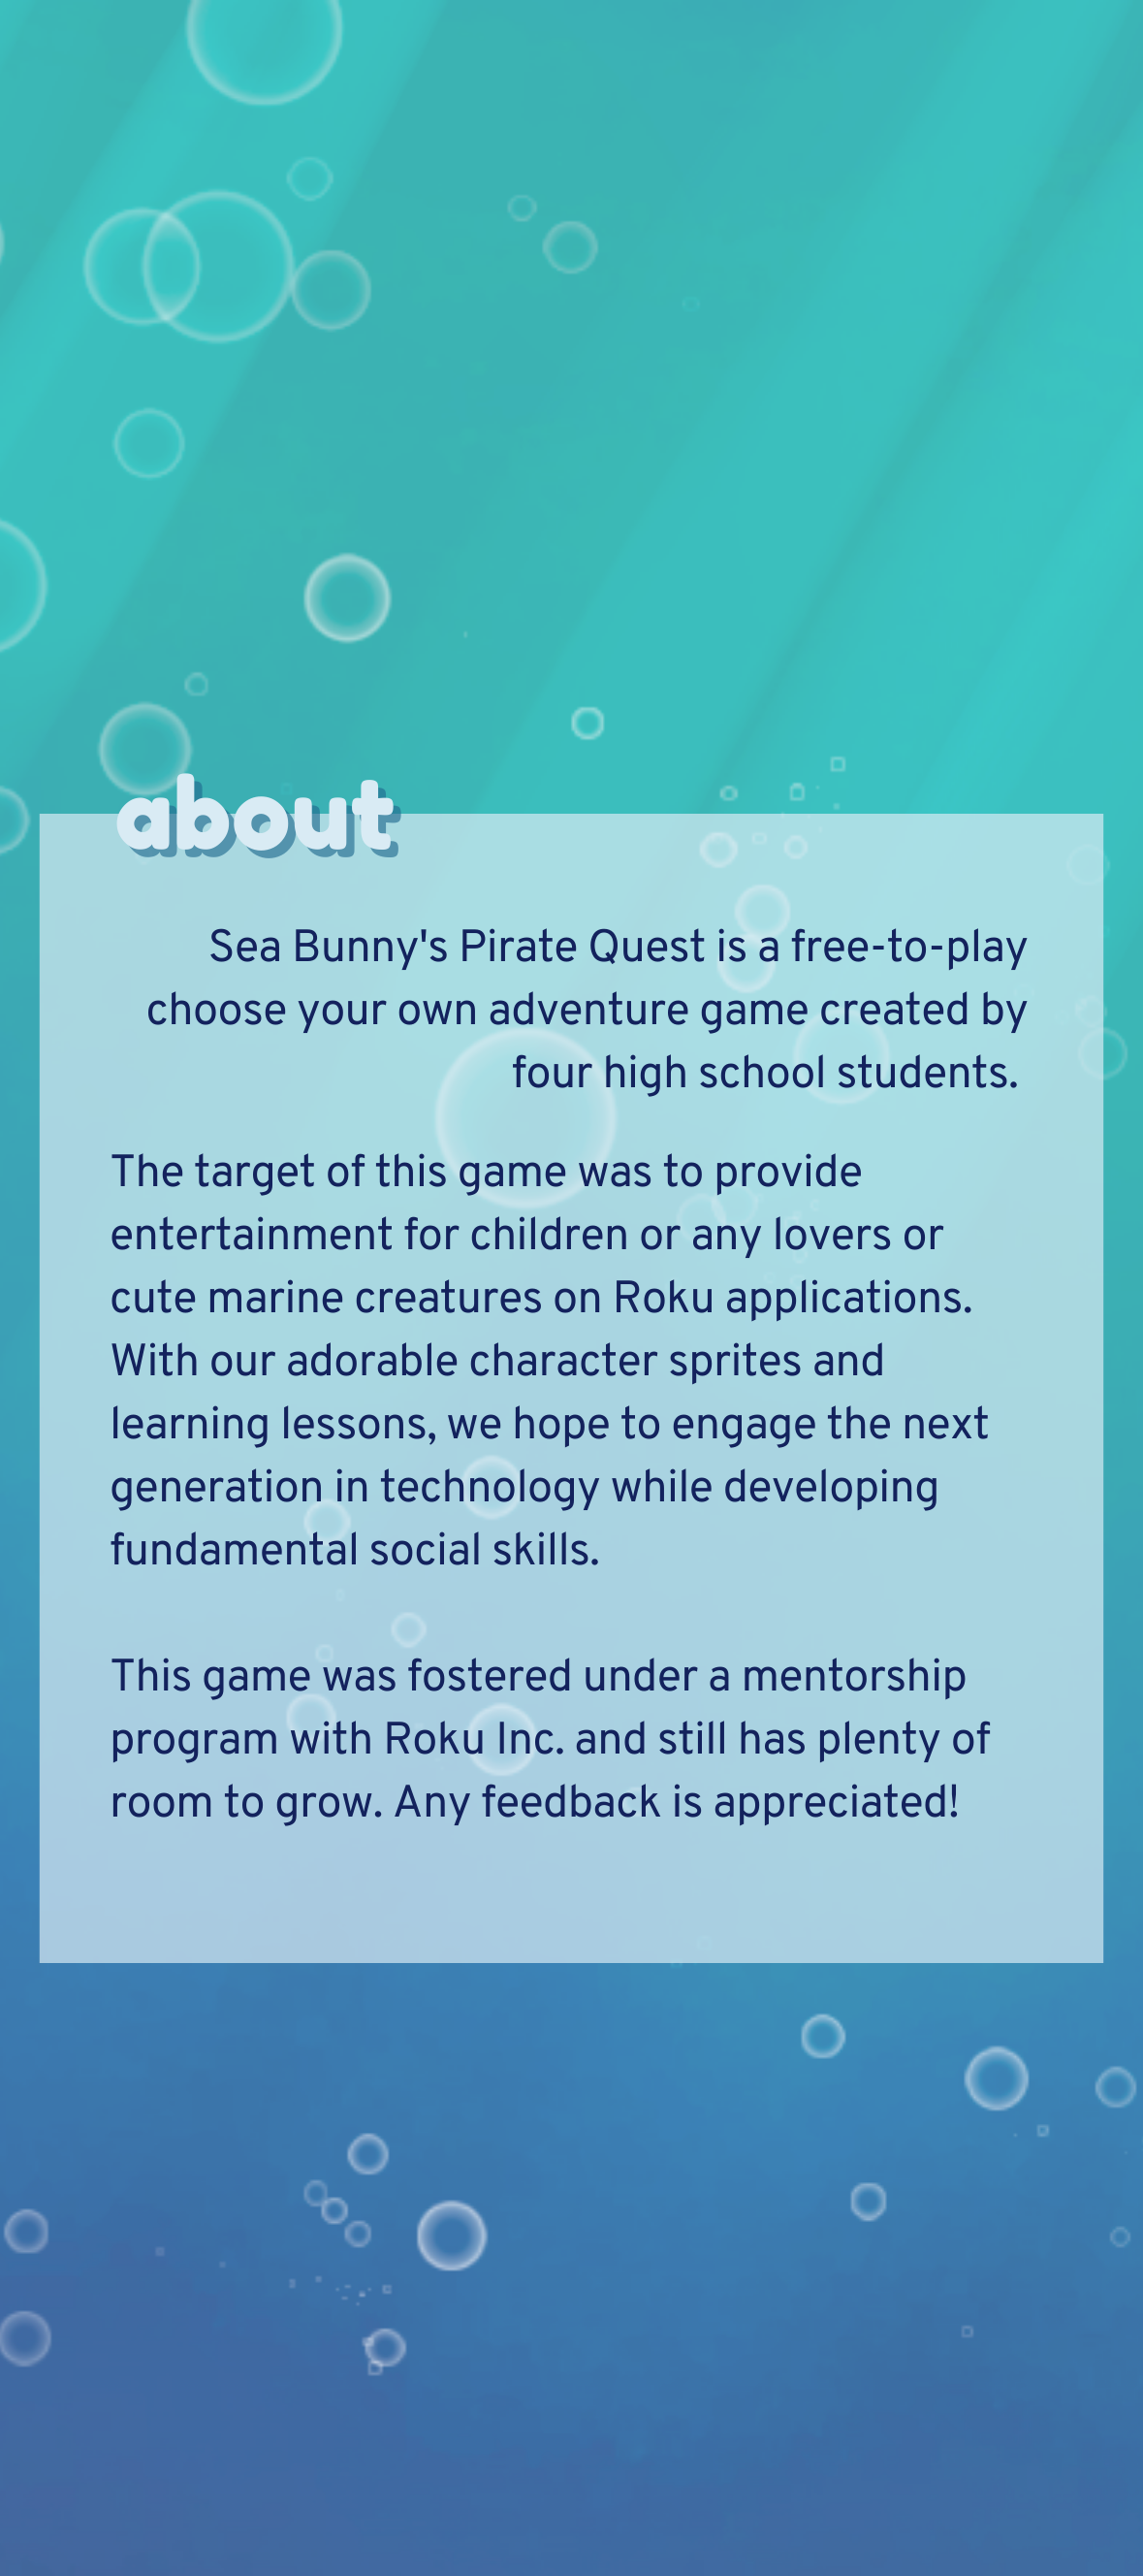 about
Sea Bunny's Pirate Quest is a free-to-play
choose your own adventure game created by
four high school students.
The target of this game was to provide
entertainment for children or any lovers or
cute marine creatures on Roku applications.
With our adorable character sprites and
learning lessons, we hope to engage the next
generation in technology while developing
fundamental social skills.
This game was fostered under a mentorship
program with Roku Inc. and still has plenty of
room to grow. Any feedback is appreciated!